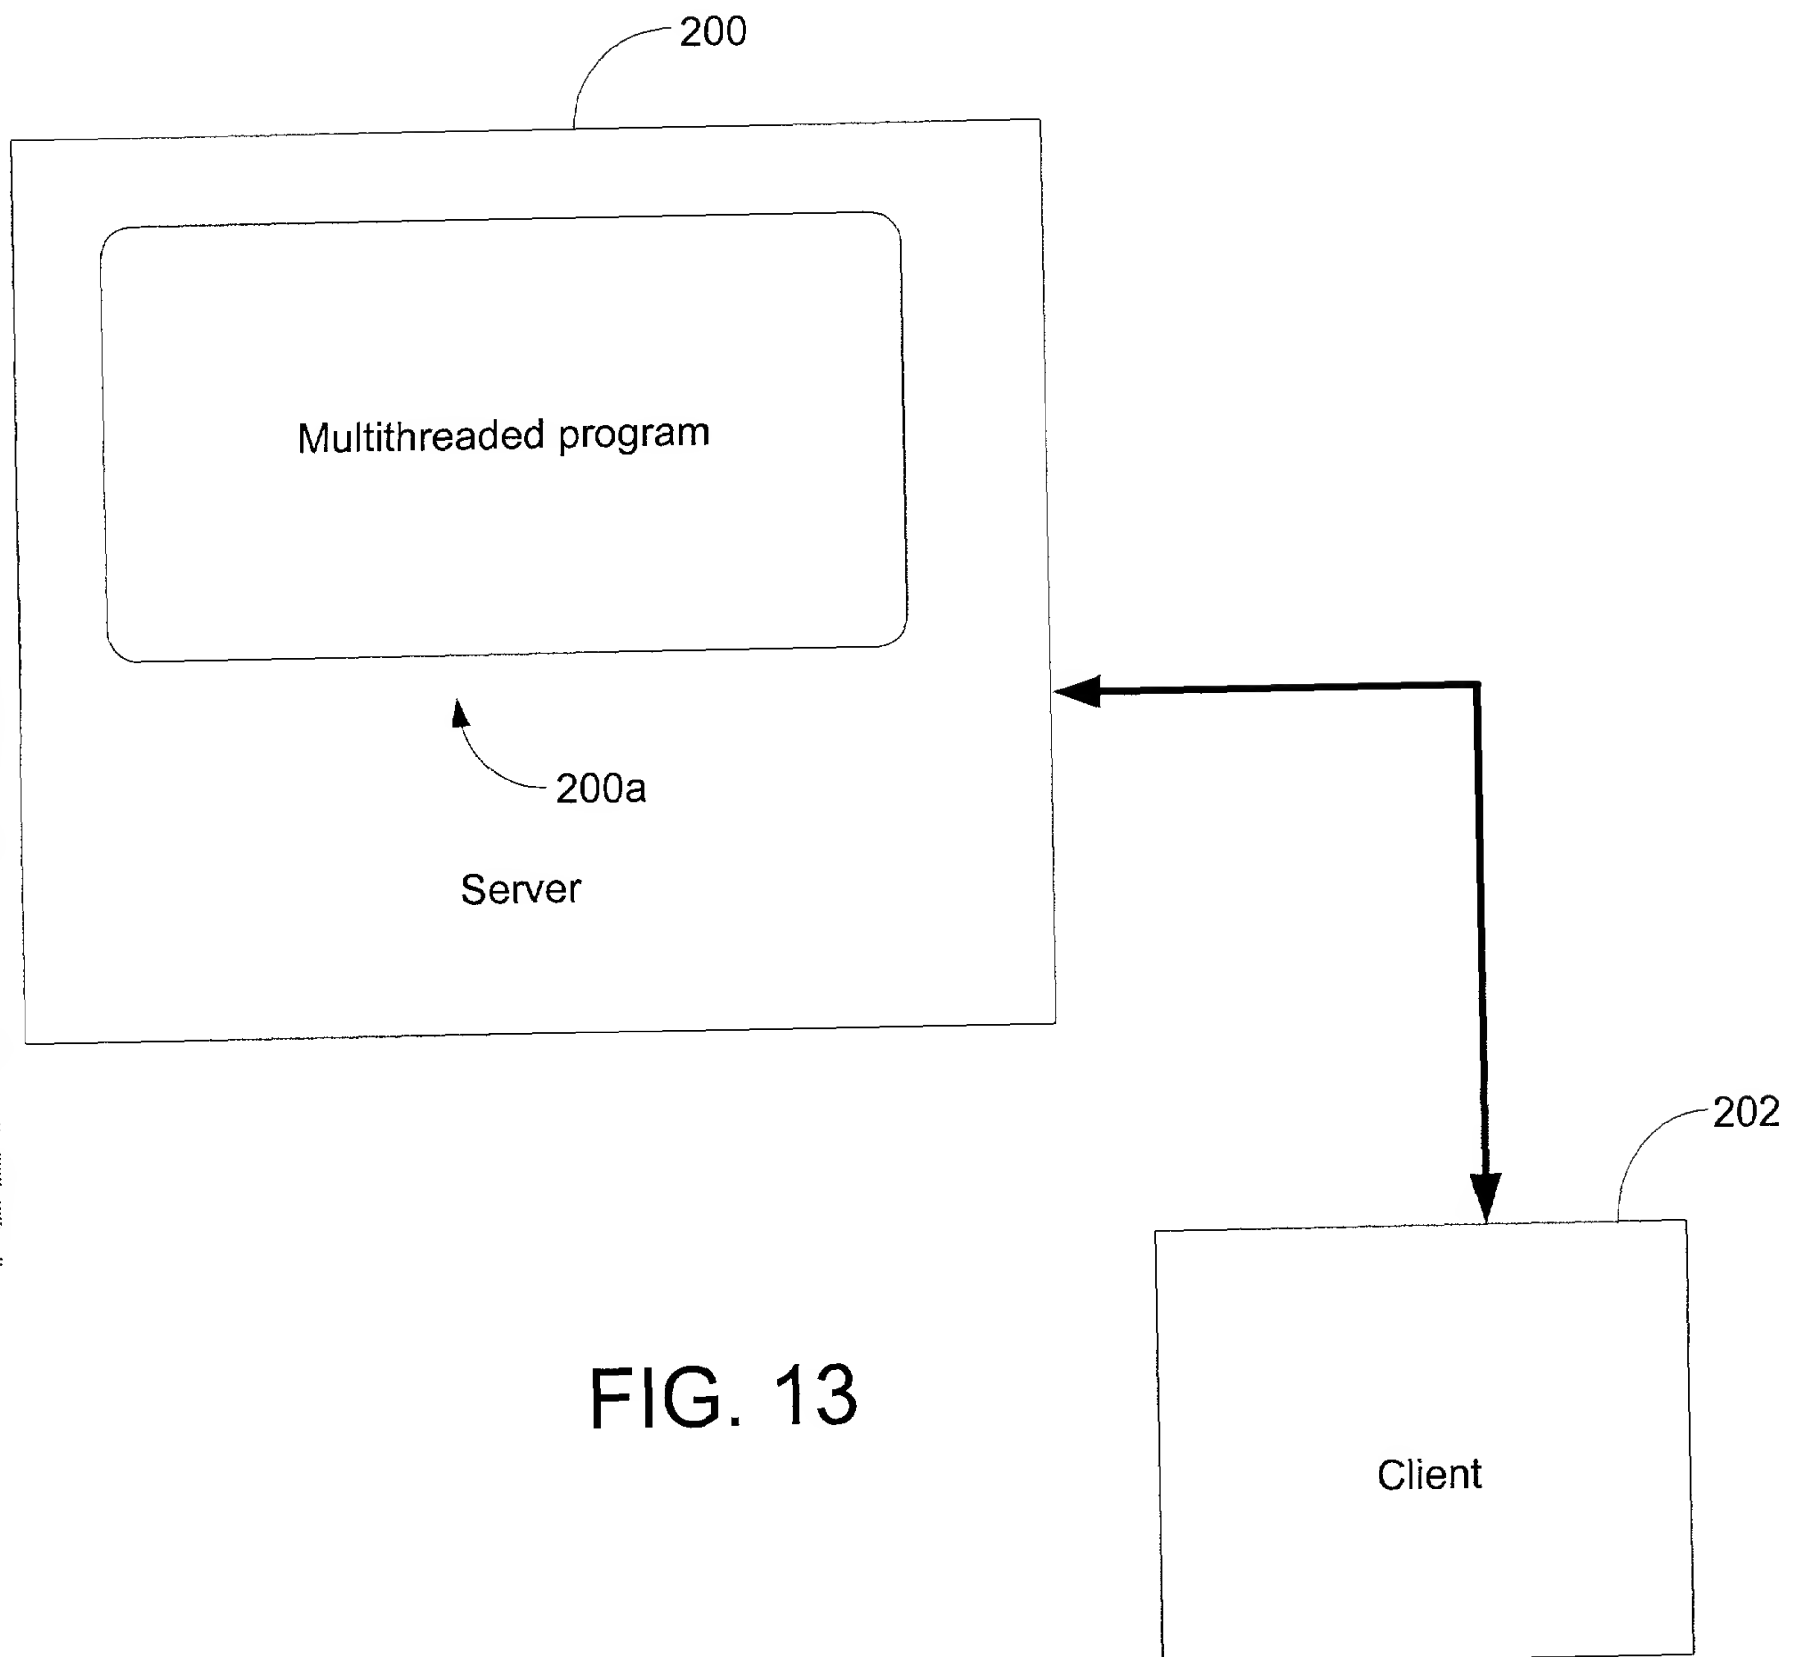 200
Multithreaded program
200a
Server
202
FIG. 13
Client